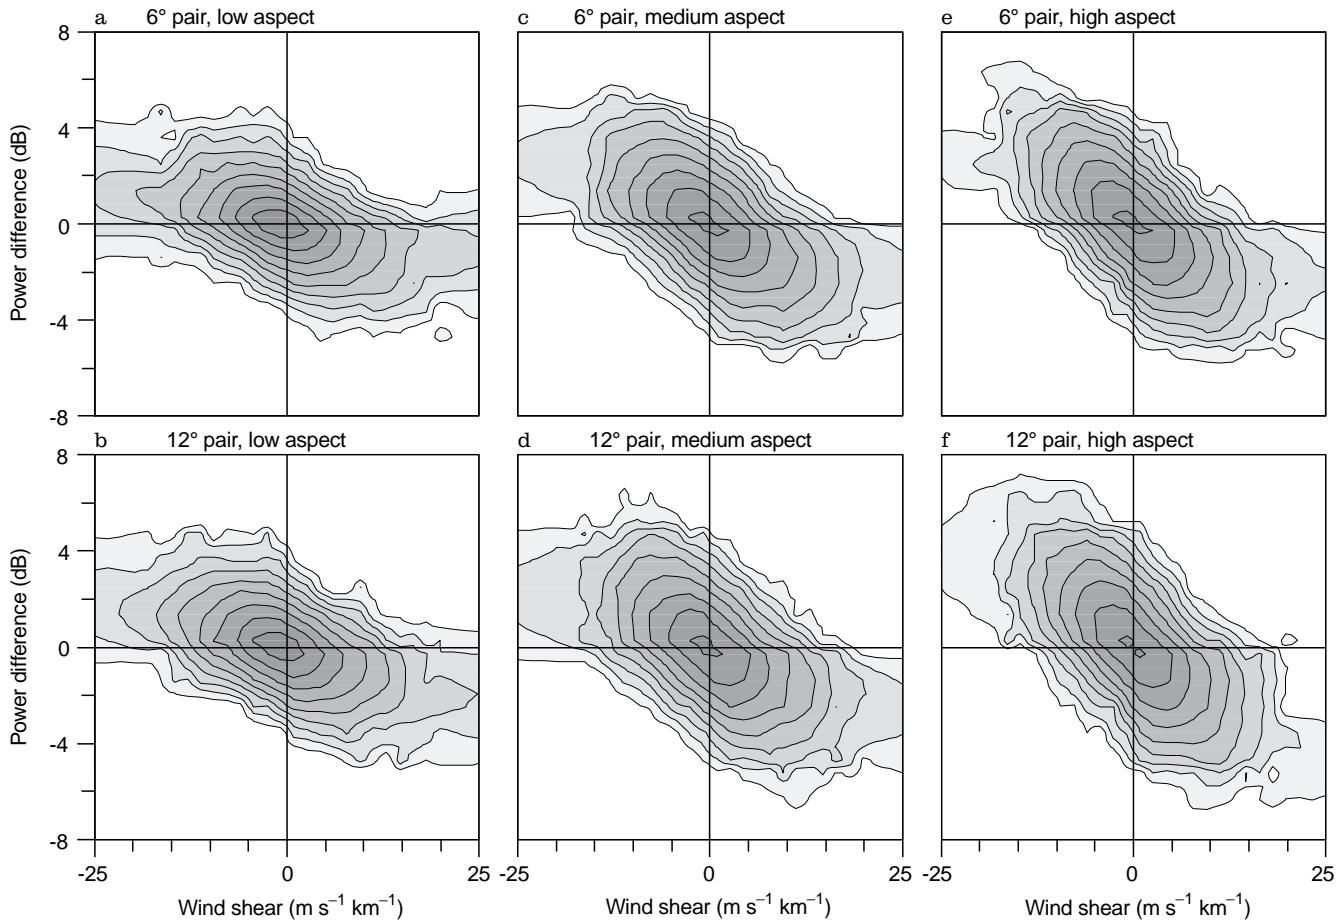 a 6° pair, low aspect
c 6° pair, medium aspect
e 6° pair, high aspect
8
4
0
-4
-8
Power difference (dB)
b 12° pair, low aspect
d 12° pair, medium aspect
f 12° pair, high aspect
8
4
0
-4
-8
Power difference (dB)
-25 0 25
-25 0 25
-25 0 25
Wind shear (m s⁻¹ km⁻¹)
Wind shear (m s⁻¹ km⁻¹)
Wind shear (m s⁻¹ km⁻¹)